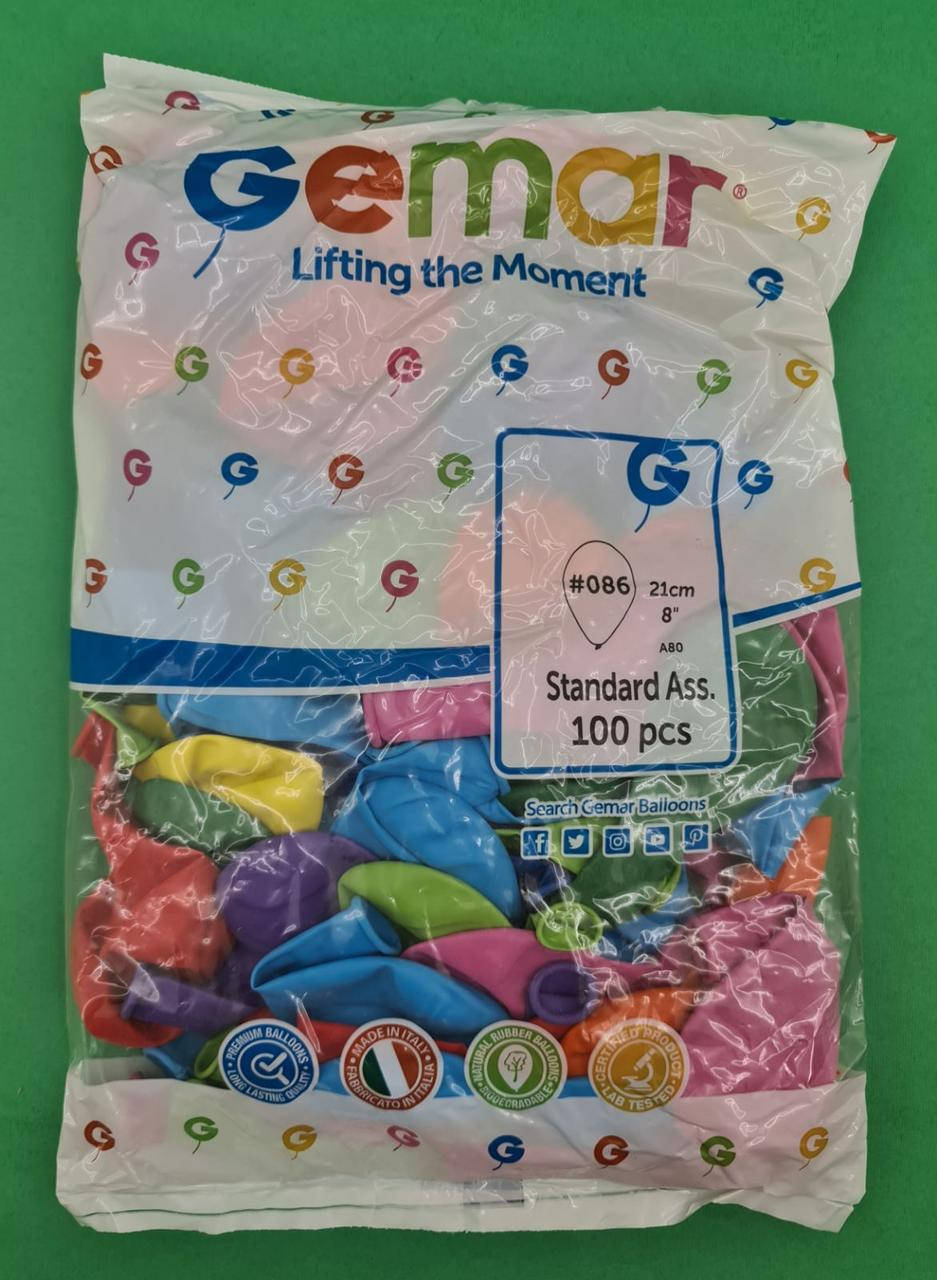 Gemar®
Lifting the Moment
G
#086
21cm
8"
A80
Standard Ass.
100 pcs
Search Gemar Balloons
PREMIUM BALLOONS
LONG LASTING QUALITY
MADE IN ITALY
FABBRICATO IN ITALIA
NATURAL RUBBER BALLOONS
BIODEGRADABLE
CERTIFIED PRODUCT
LAB TESTED